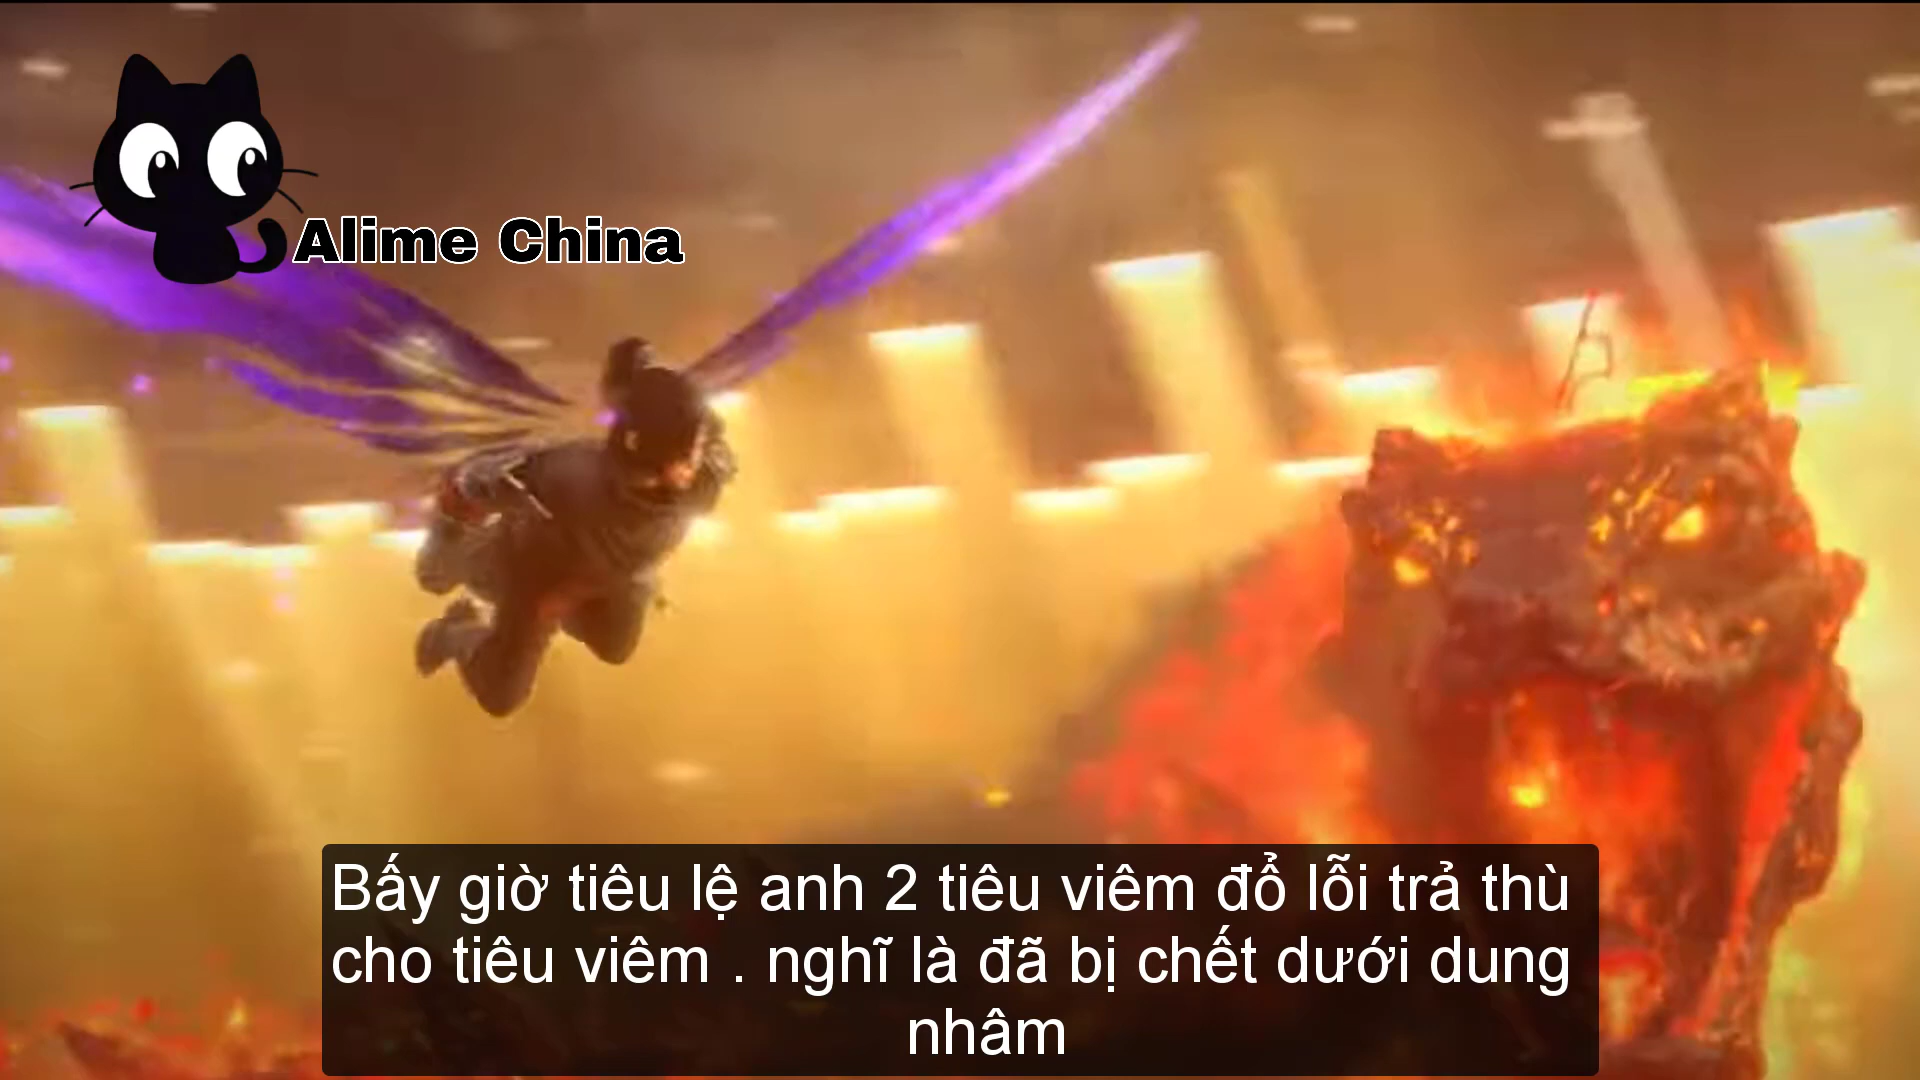 Alime China
Bấy giờ tiêu lệ anh 2 tiêu viêm đổ lỗi trả thù
cho tiêu viêm . nghĩ là đã bị chết dưới dung
nhâm